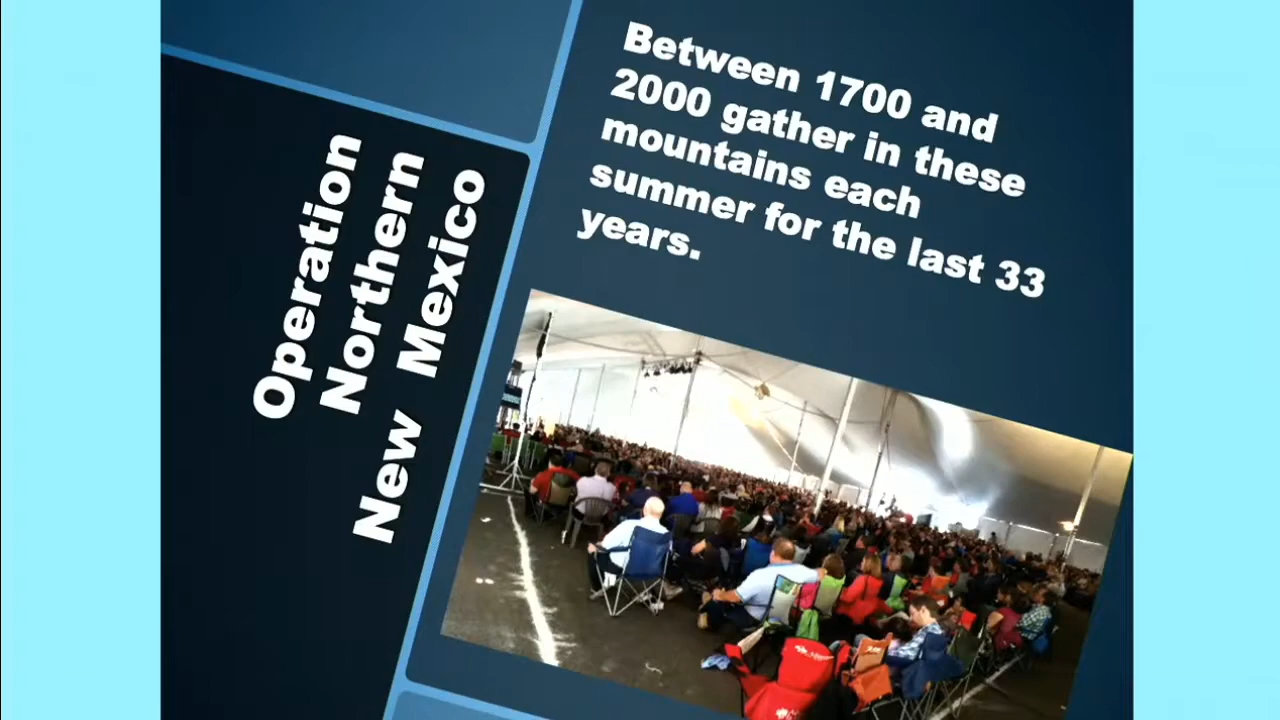 Operation
Northern
New Mexico
Between 1700 and
2000 gather in these
mountains each
summer for the last 33
years.